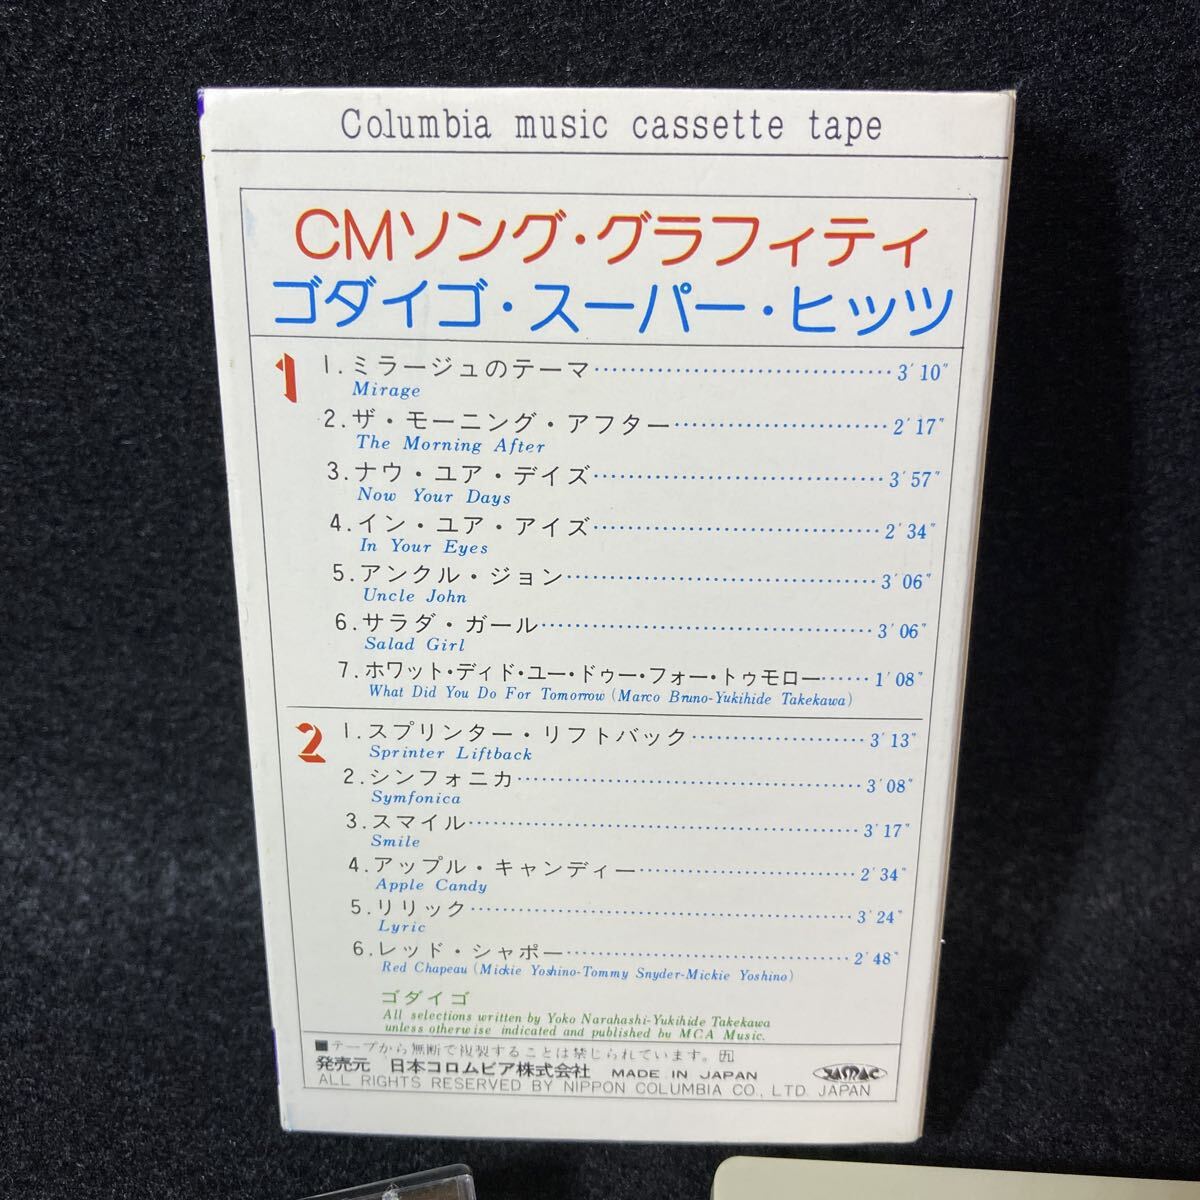 Columbia music cassette tape
CMソング・グラフィティ
ゴダイゴ・スーパー・ヒッツ
1
1.ミラージュのテーマ……………………………3′10″
Mirage
2.ザ・モーニング・アフター……………………2′17″
The Morning After
3.ナウ・ユア・デイズ……………………………3′57″
Now Your Days
4.イン・ユア・アイズ……………………………2′34″
In Your Eyes
5.アンクル・ジョン………………………………3′06″
Uncle John
6.サラダ・ガール…………………………………3′06″
Salad Girl
7.ホワット・ディド・ユー・ドゥー・フォー・トゥモロー……1′08″
What Did You Do For Tomorrow (Marco Bruno-Yukihide Takekawa)
2
1.スプリンター・リフトバック…………………3′13″
Sprinter Liftback
2.シンフォニカ……………………………………3′08″
Symfonica
3.スマイル…………………………………………3′17″
Smile
4.アップル・キャンディー………………………2′34″
Apple Candy
5.リリック…………………………………………3′24″
Lyric
6.レッド・シャポー………………………………2′48″
Red Chapeau (Mickie Yoshino-Tommy Snyder-Mickie Yoshino)
ゴダイゴ
All selections written by Yoko Narahashi-Yukihide Takekawa
unless otherwise indicated and published by MCA Music.
■テープから無断で複製することは禁じられています。
発売元 日本コロムビア株式会社 MADE IN JAPAN
ALL RIGHTS RESERVED BY NIPPON COLUMBIA CO., LTD. JAPAN